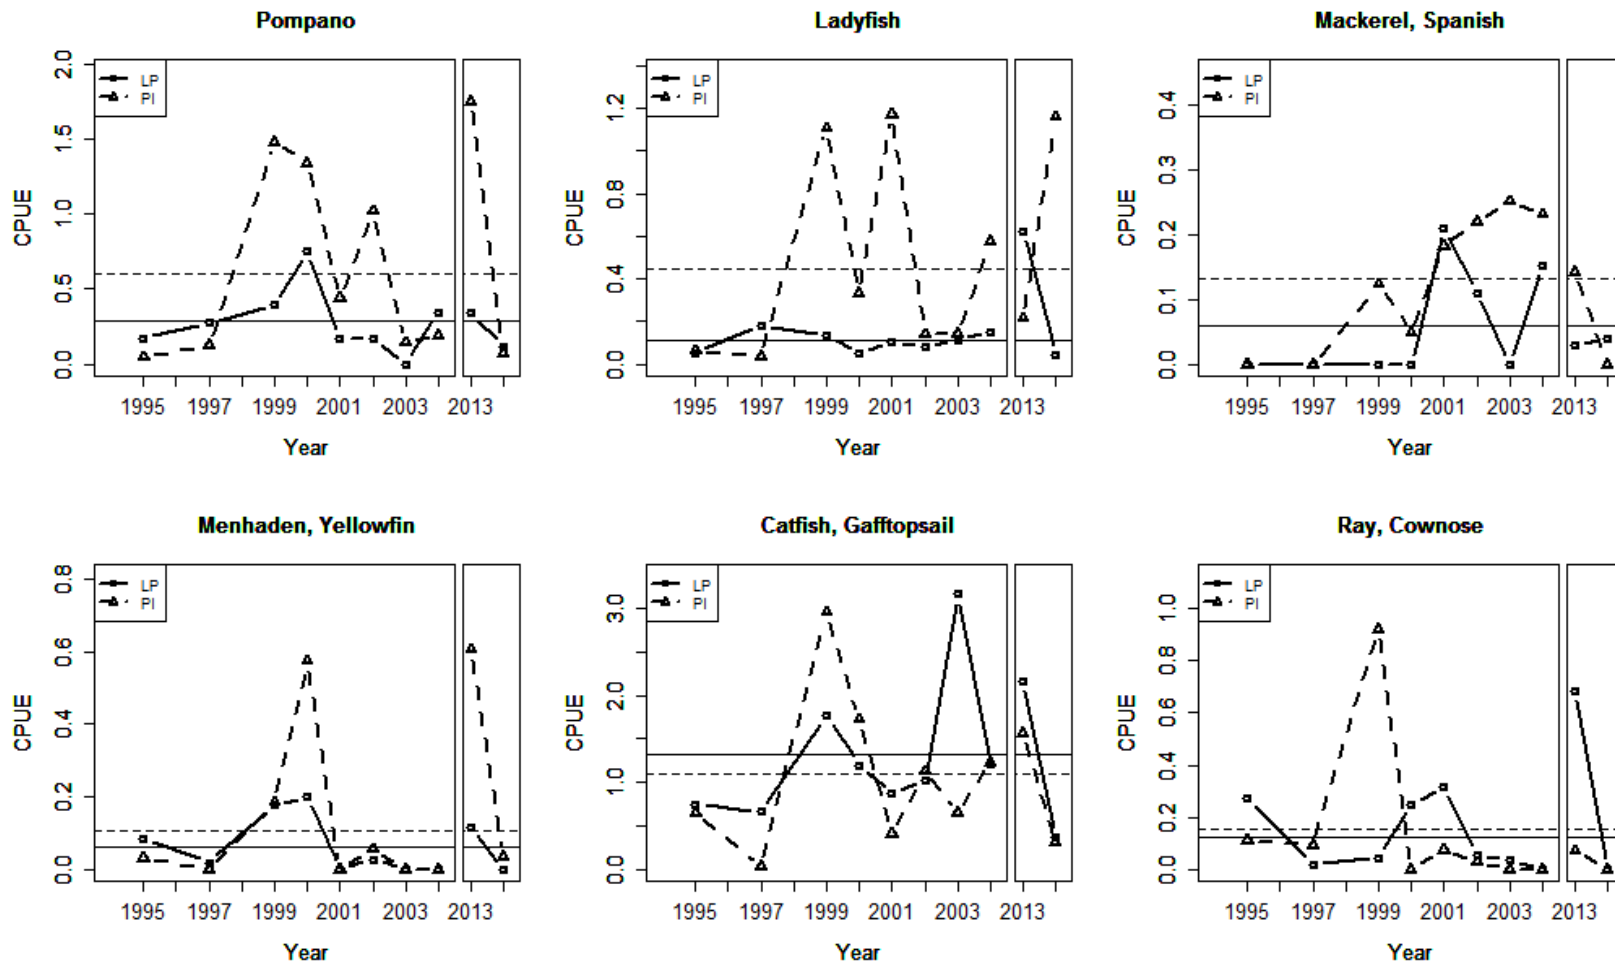 Pompano
LP
PI
CPUE
0.0 0.5 1.0 1.5 2.0
1995 1997 1999 2001 2003 2013
Year
Ladyfish
LP
PI
CPUE
0.0 0.4 0.8 1.2
1995 1997 1999 2001 2003 2013
Year
Mackerel, Spanish
LP
PI
CPUE
0.0 0.1 0.2 0.3 0.4
1995 1997 1999 2001 2003 2013
Year
Menhaden, Yellowfin
LP
PI
CPUE
0.0 0.2 0.4 0.6 0.8
1995 1997 1999 2001 2003 2013
Year
Catfish, Gafftopsail
LP
PI
CPUE
0.0 1.0 2.0 3.0
1995 1997 1999 2001 2003 2013
Year
Ray, Cownose
LP
PI
CPUE
0.0 0.2 0.4 0.6 0.8 1.0
1995 1997 1999 2001 2003 2013
Year